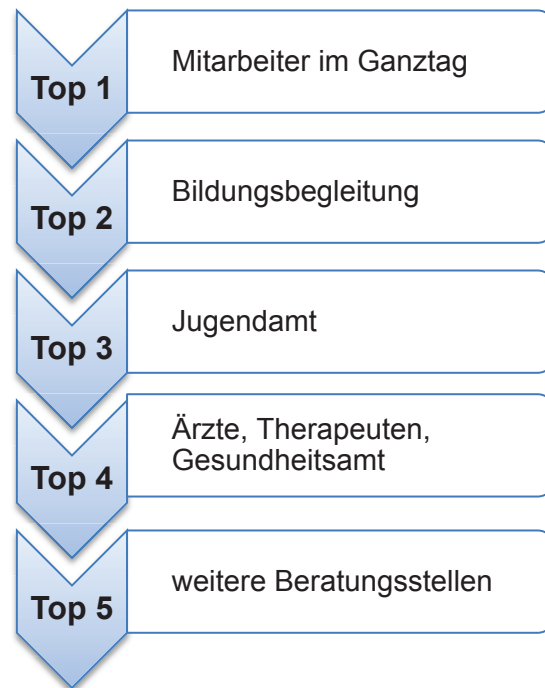 Top 1
Mitarbeiter im Ganztag
Top 2
Bildungsbegleitung
Top 3
Jugendamt
Top 4
Ärzte, Therapeuten,
Gesundheitsamt
Top 5
weitere Beratungsstellen